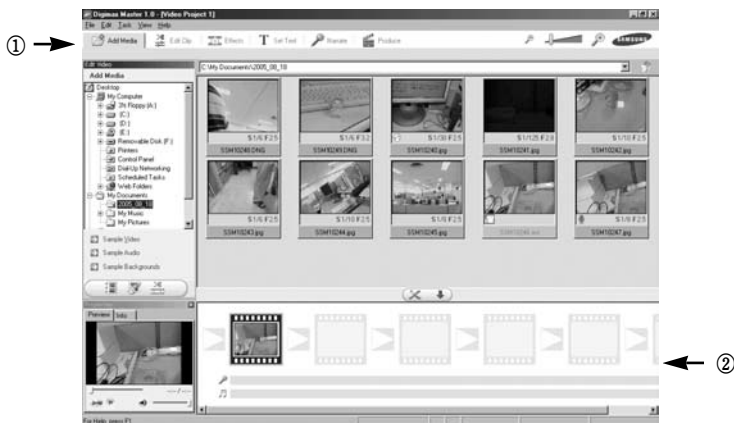 Digimax Master 1.0 - [Video Project 1]
File Edit Task View Help
① Add Media Edit Clip Effects T Set Text Narrate Produce SAMSUNG
Edit Video
Add Media
C:\My Documents\2005_08_18
Desktop
My Computer
3½ Floppy (A:)
(C:)
(D:)
(E:)
Removable Disk (F:)
Printers
Control Panel
Dial-Up Networking
Scheduled Tasks
Web Folders
My Documents
2005_08_18
My Music
My Pictures
Sample Video
Sample Audio
Sample Backgrounds
S1/6 F2.5
S1/6 F3.2
S1/30 F2.5
S1/125 F2.8
S1/10 F2.5
SSM10248.DNG
SSM10249.DNG
SSM10240.jpg
SSM10241.jpg
SSM10242.jpg
S1/6 F2.5
S1/10 F2.5
S1/6 F2.5
S1/8 F2.5
S1/8 F2.5
SSM10243.jpg
SSM10244.jpg
SSM10245.jpg
SSM10247.jpg
Preview Info
②
--:--/--:--
For Help, press F1